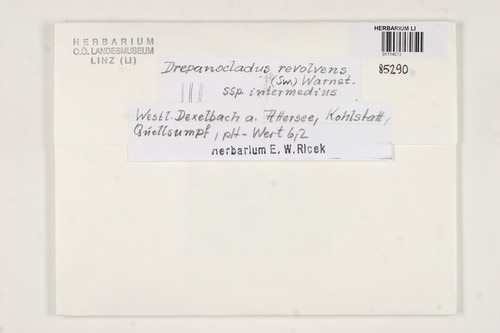 HERBARIUM
O.Ö. LANDESMUSEUM
LINZ (LI)
HERBARIUM LI
85290
Drepanocladus revolvens
(Sw.) Warnst.
ssp. intermedius
Westl. Dexelbach a. Attersee, Kohlstatt,
Quellsumpf, pH-Wert 6,2
herbarium E. W. Ricek